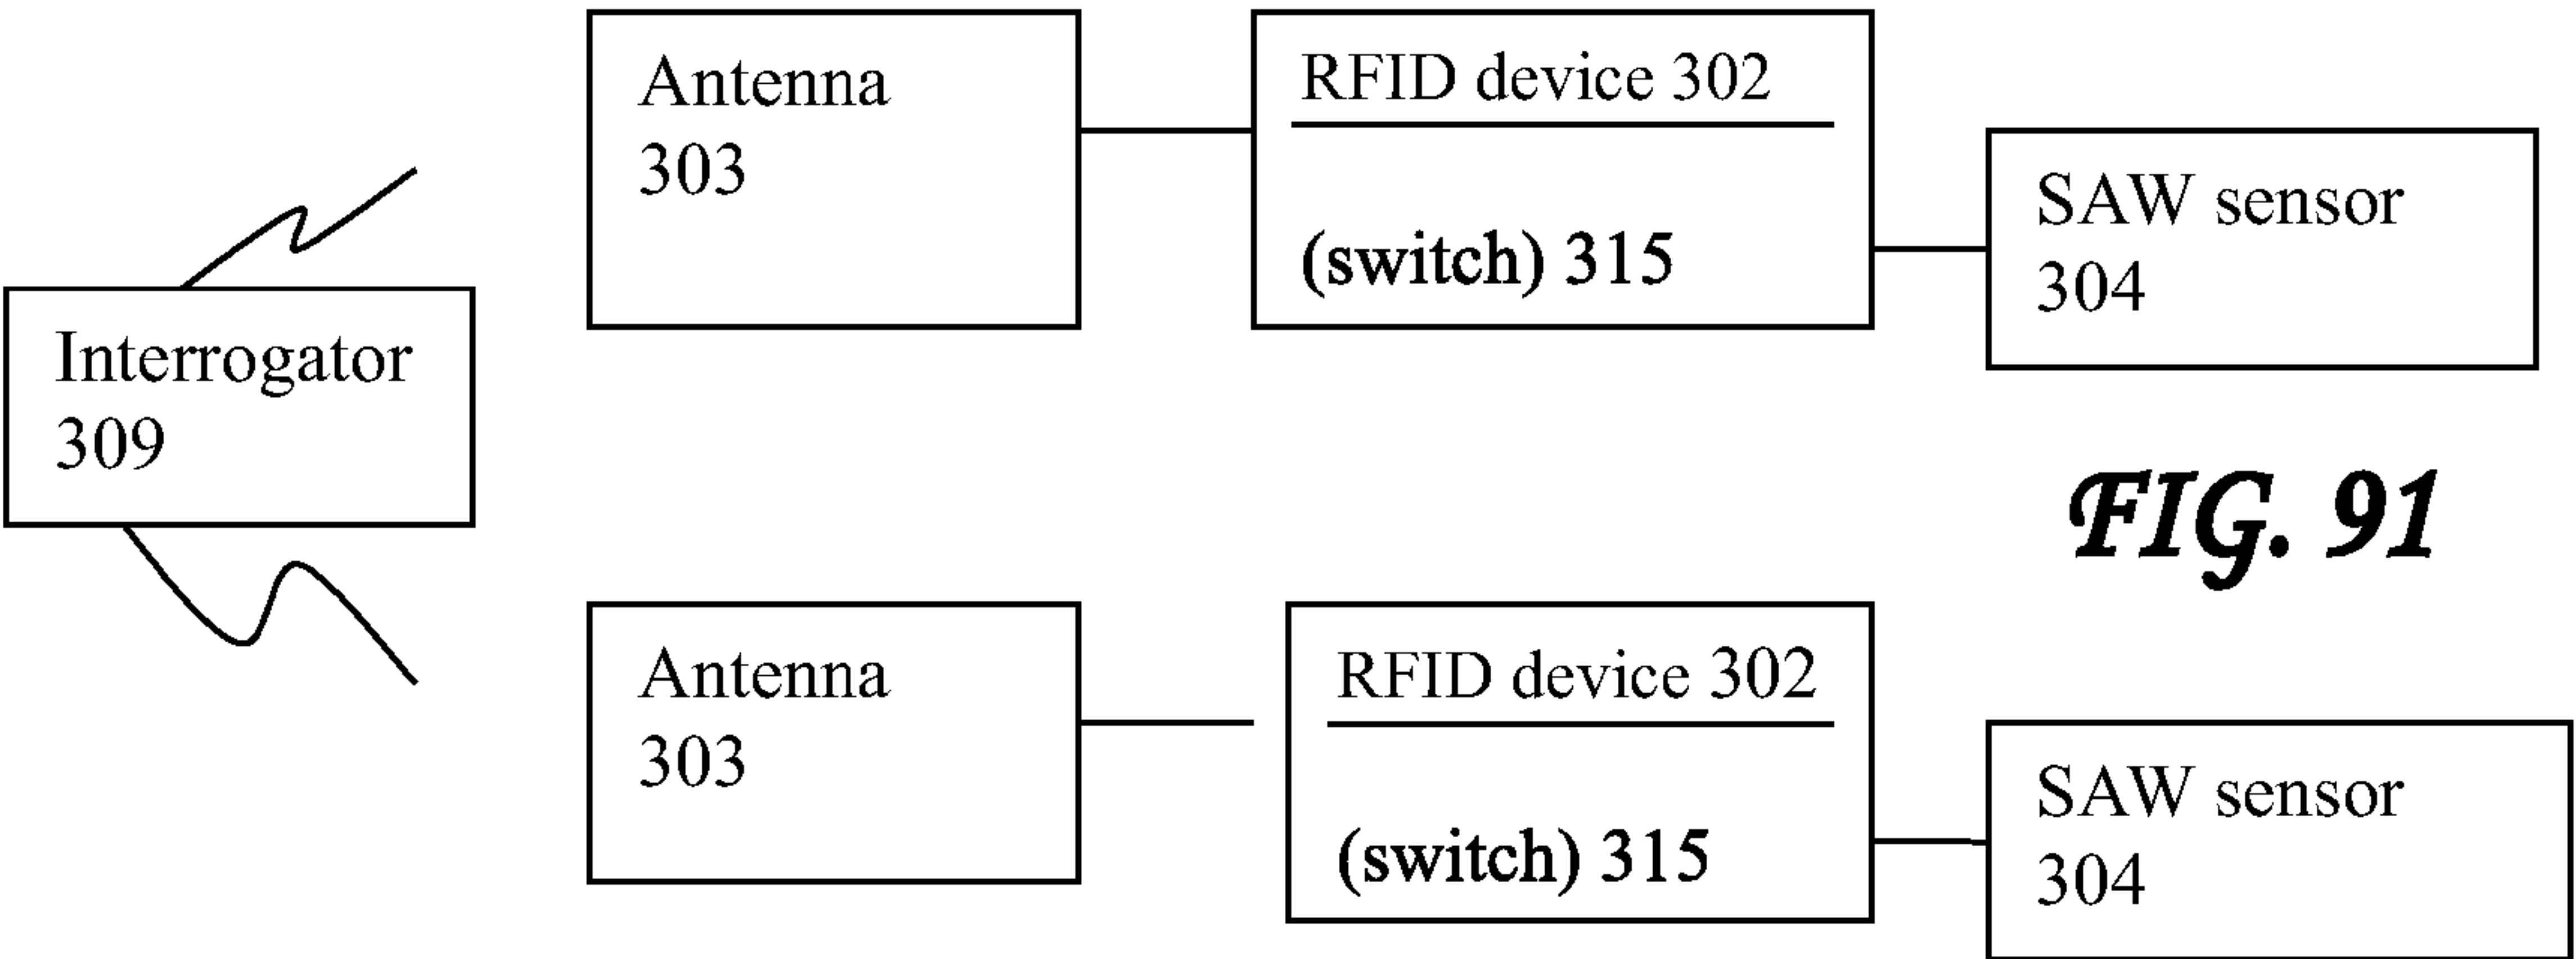 Antenna
303
RFID device 302
(switch) 315
SAW sensor
304
Interrogator
309
FIG. 91
Antenna
303
RFID device 302
(switch) 315
SAW sensor
304